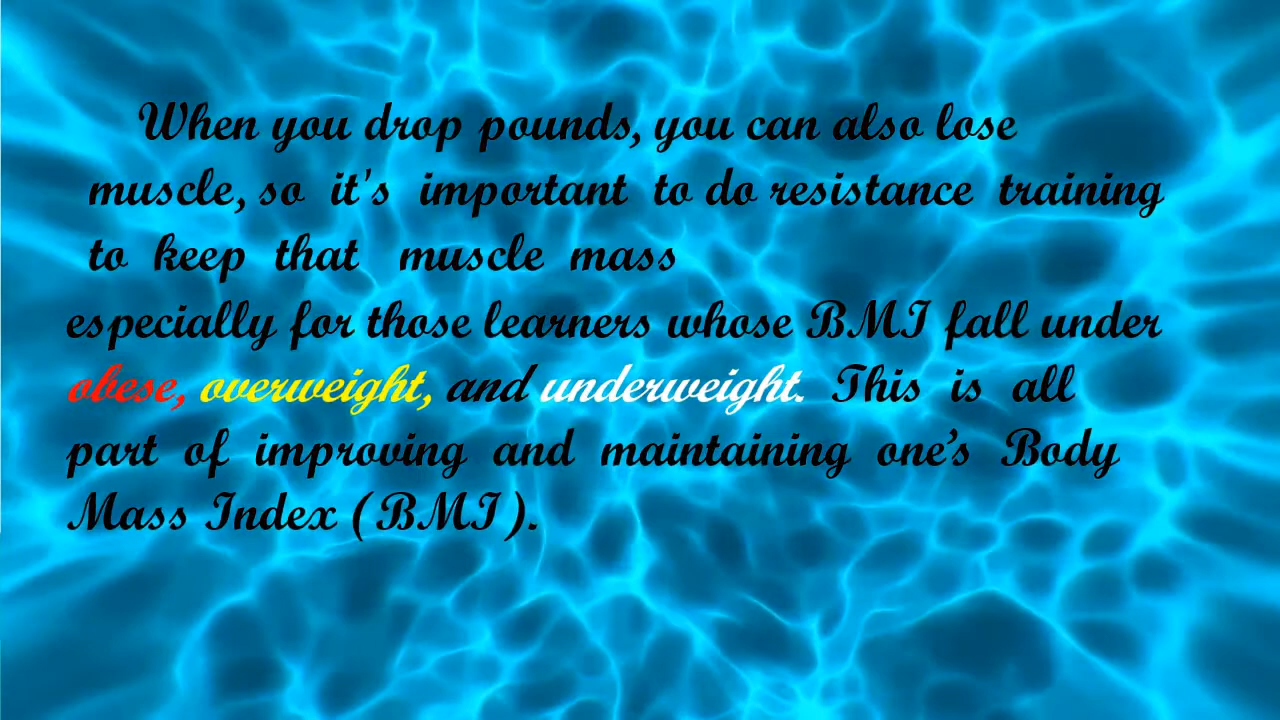 When you drop pounds, you can also lose
muscle, so it's important to do resistance training
to keep that muscle mass
especially for those learners whose BMI fall under
obese, overweight, and underweight. This is all
part of improving and maintaining one’s Body
Mass Index (BMI).